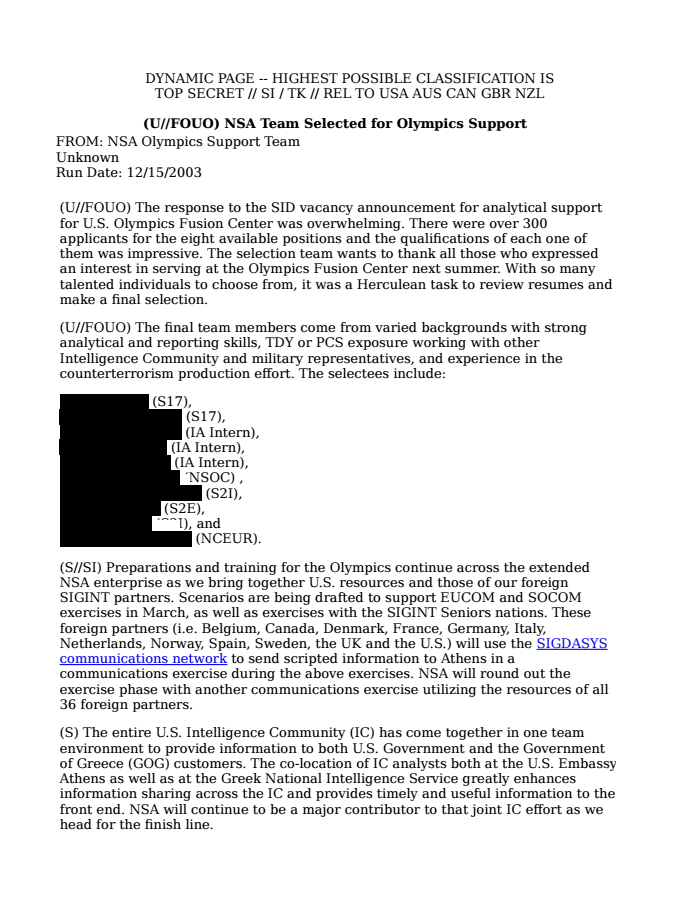 DYNAMIC PAGE -- HIGHEST POSSIBLE CLASSIFICATION IS
TOP SECRET // SI / TK // REL TO USA AUS CAN GBR NZL
(U//FOUO) NSA Team Selected for Olympics Support
FROM: NSA Olympics Support Team
Unknown
Run Date: 12/15/2003
(U//FOUO) The response to the SID vacancy announcement for analytical support
for U.S. Olympics Fusion Center was overwhelming. There were over 300
applicants for the eight available positions and the qualifications of each one of
them was impressive. The selection team wants to thank all those who expressed
an interest in serving at the Olympics Fusion Center next summer. With so many
talented individuals to choose from, it was a Herculean task to review resumes and
make a final selection.
(U//FOUO) The final team members come from varied backgrounds with strong
analytical and reporting skills, TDY or PCS exposure working with other
Intelligence Community and military representatives, and experience in the
counterterrorism production effort. The selectees include:
(S17),
(S17),
(IA Intern),
(IA Intern),
(IA Intern),
NSOC) ,
(S2I),
(S2E),
and
(NCEUR).
(S//SI) Preparations and training for the Olympics continue across the extended
NSA enterprise as we bring together U.S. resources and those of our foreign
SIGINT partners. Scenarios are being drafted to support EUCOM and SOCOM
exercises in March, as well as exercises with the SIGINT Seniors nations. These
foreign partners (i.e. Belgium, Canada, Denmark, France, Germany, Italy,
Netherlands, Norway, Spain, Sweden, the UK and the U.S.) will use the SIGDASYS
communications network to send scripted information to Athens in a
communications exercise during the above exercises. NSA will round out the
exercise phase with another communications exercise utilizing the resources of all
36 foreign partners.
(S) The entire U.S. Intelligence Community (IC) has come together in one team
environment to provide information to both U.S. Government and the Government
of Greece (GOG) customers. The co-location of IC analysts both at the U.S. Embassy
Athens as well as at the Greek National Intelligence Service greatly enhances
information sharing across the IC and provides timely and useful information to the
front end. NSA will continue to be a major contributor to that joint IC effort as we
head for the finish line.